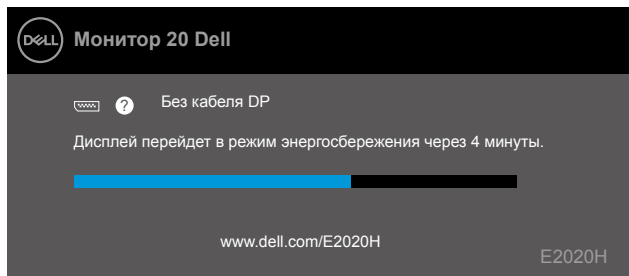 DELL
Монитор 20 Dell
? Без кабеля DP
Дисплей перейдет в режим энергосбережения через 4 минуты.
www.dell.com/E2020H
E2020H